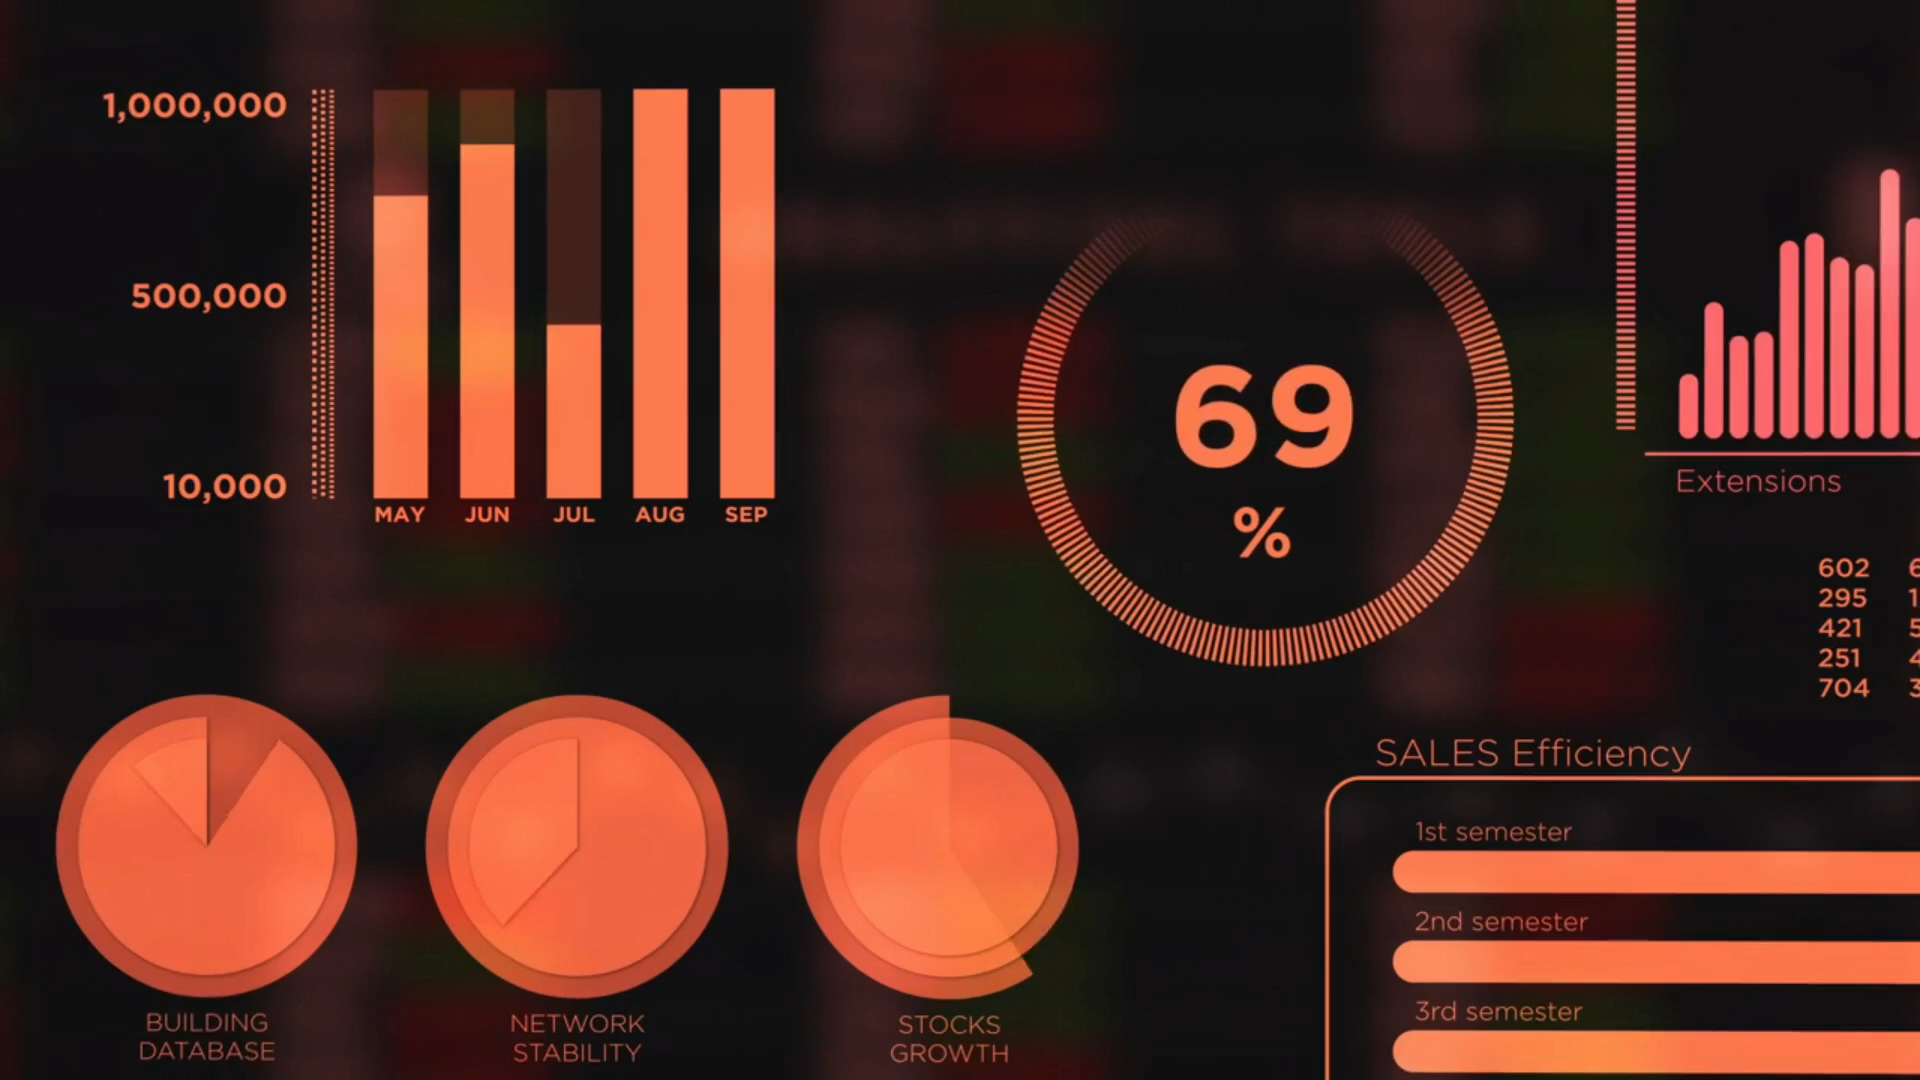 1,000,000
500,000
10,000
MAY JUN JUL AUG SEP
69
%
Extensions
602
295
421
251
704
SALES Efficiency
1st semester
2nd semester
3rd semester
BUILDING
DATABASE
NETWORK
STABILITY
STOCKS
GROWTH